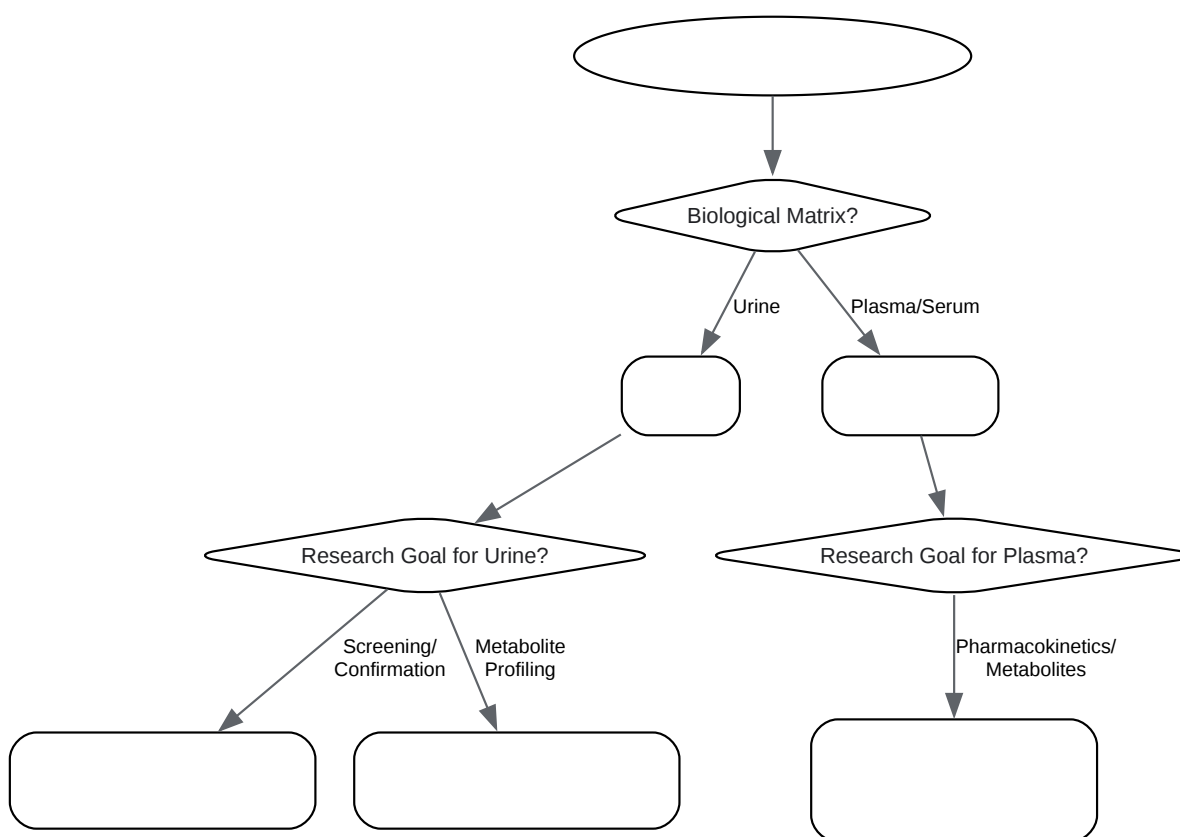 Biological Matrix?
Urine
Plasma/Serum
Research Goal for Urine?
Research Goal for Plasma?
Screening/
Confirmation
Metabolite
Profiling
Pharmacokinetics/
Metabolites